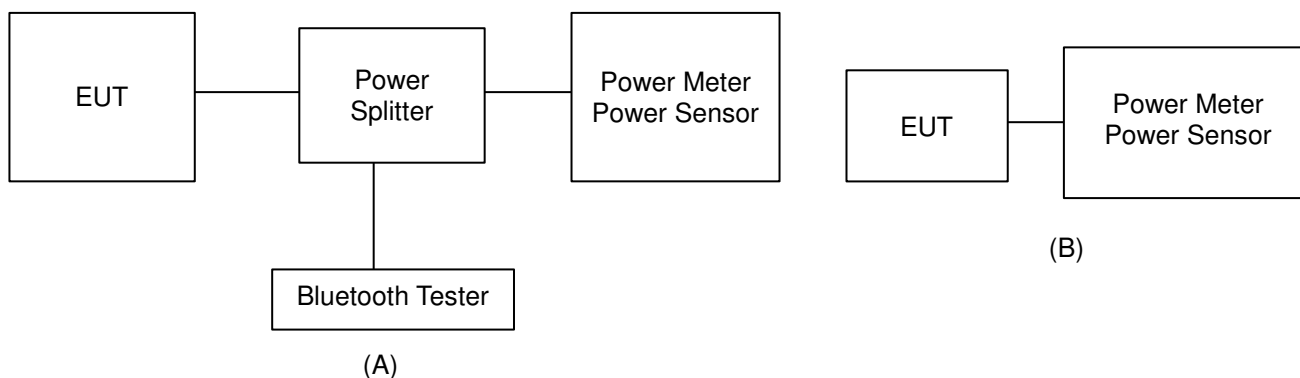 EUT
Power
Splitter
Power Meter
Power Sensor
Bluetooth Tester
(A)
EUT
Power Meter
Power Sensor
(B)